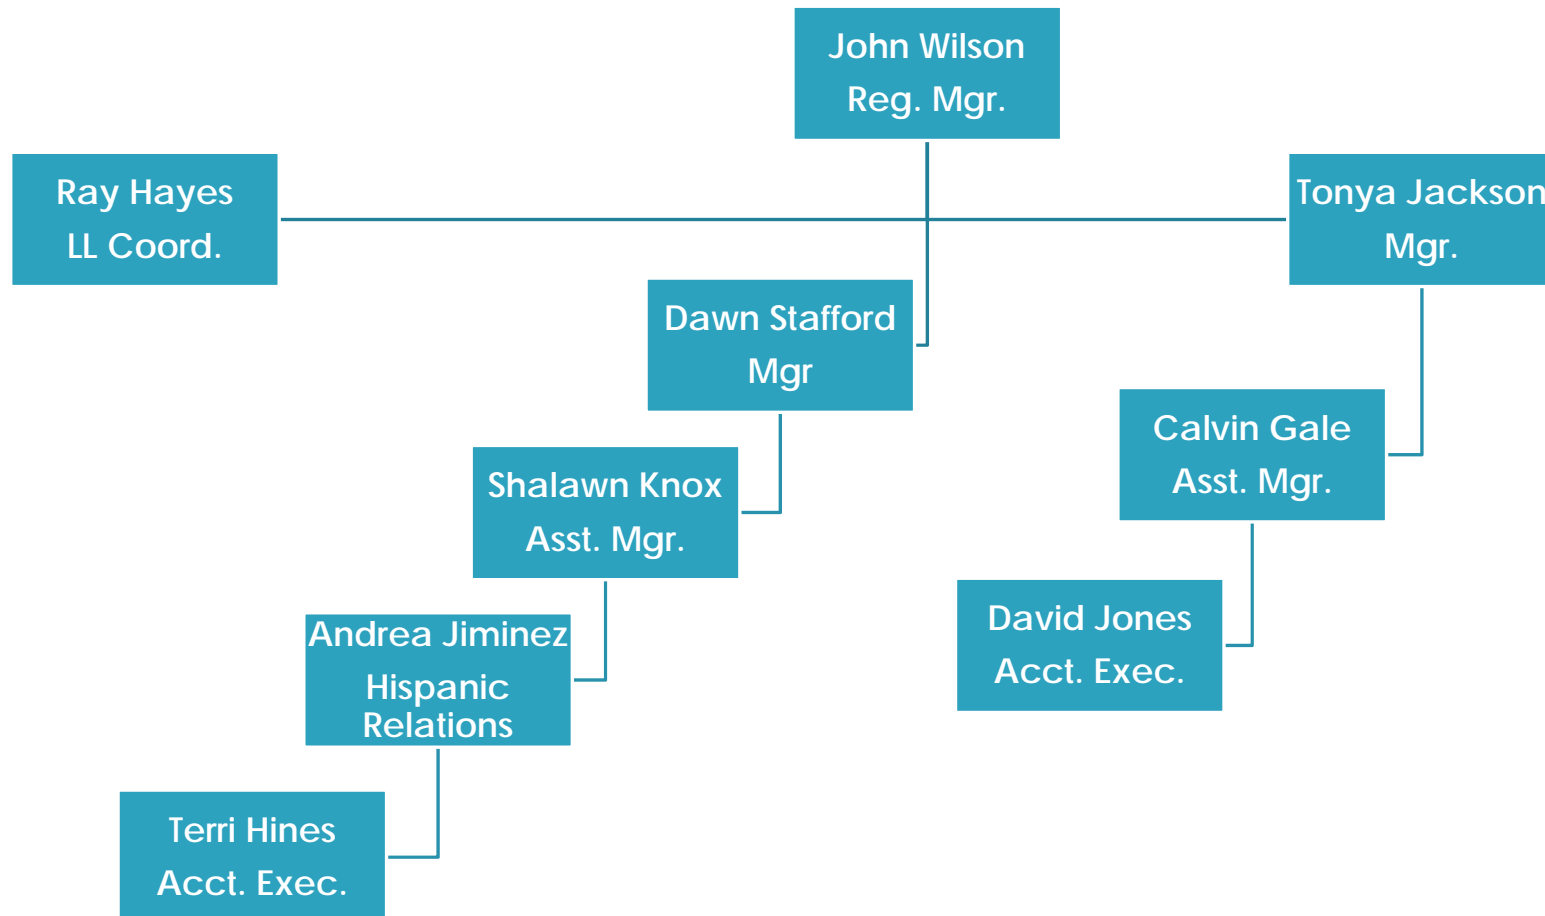 John Wilson
Reg. Mgr.
Ray Hayes
LL Coord.
Tonya Jackson
Mgr.
Dawn Stafford
Mgr
Calvin Gale
Asst. Mgr.
Shalawn Knox
Asst. Mgr.
David Jones
Acct. Exec.
Andrea Jiminez
Hispanic
Relations
Terri Hines
Acct. Exec.